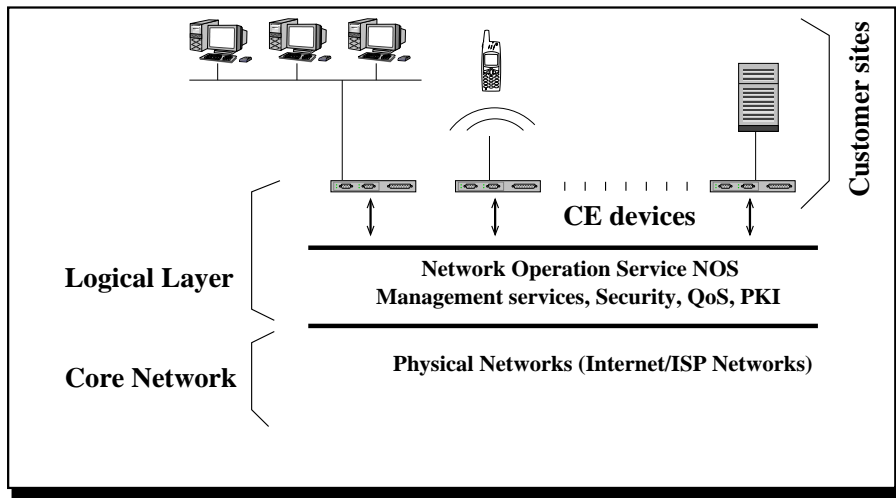 Customer sites
CE devices
Logical Layer
Network Operation Service NOS
Management services, Security, QoS, PKI
Core Network
Physical Networks (Internet/ISP Networks)